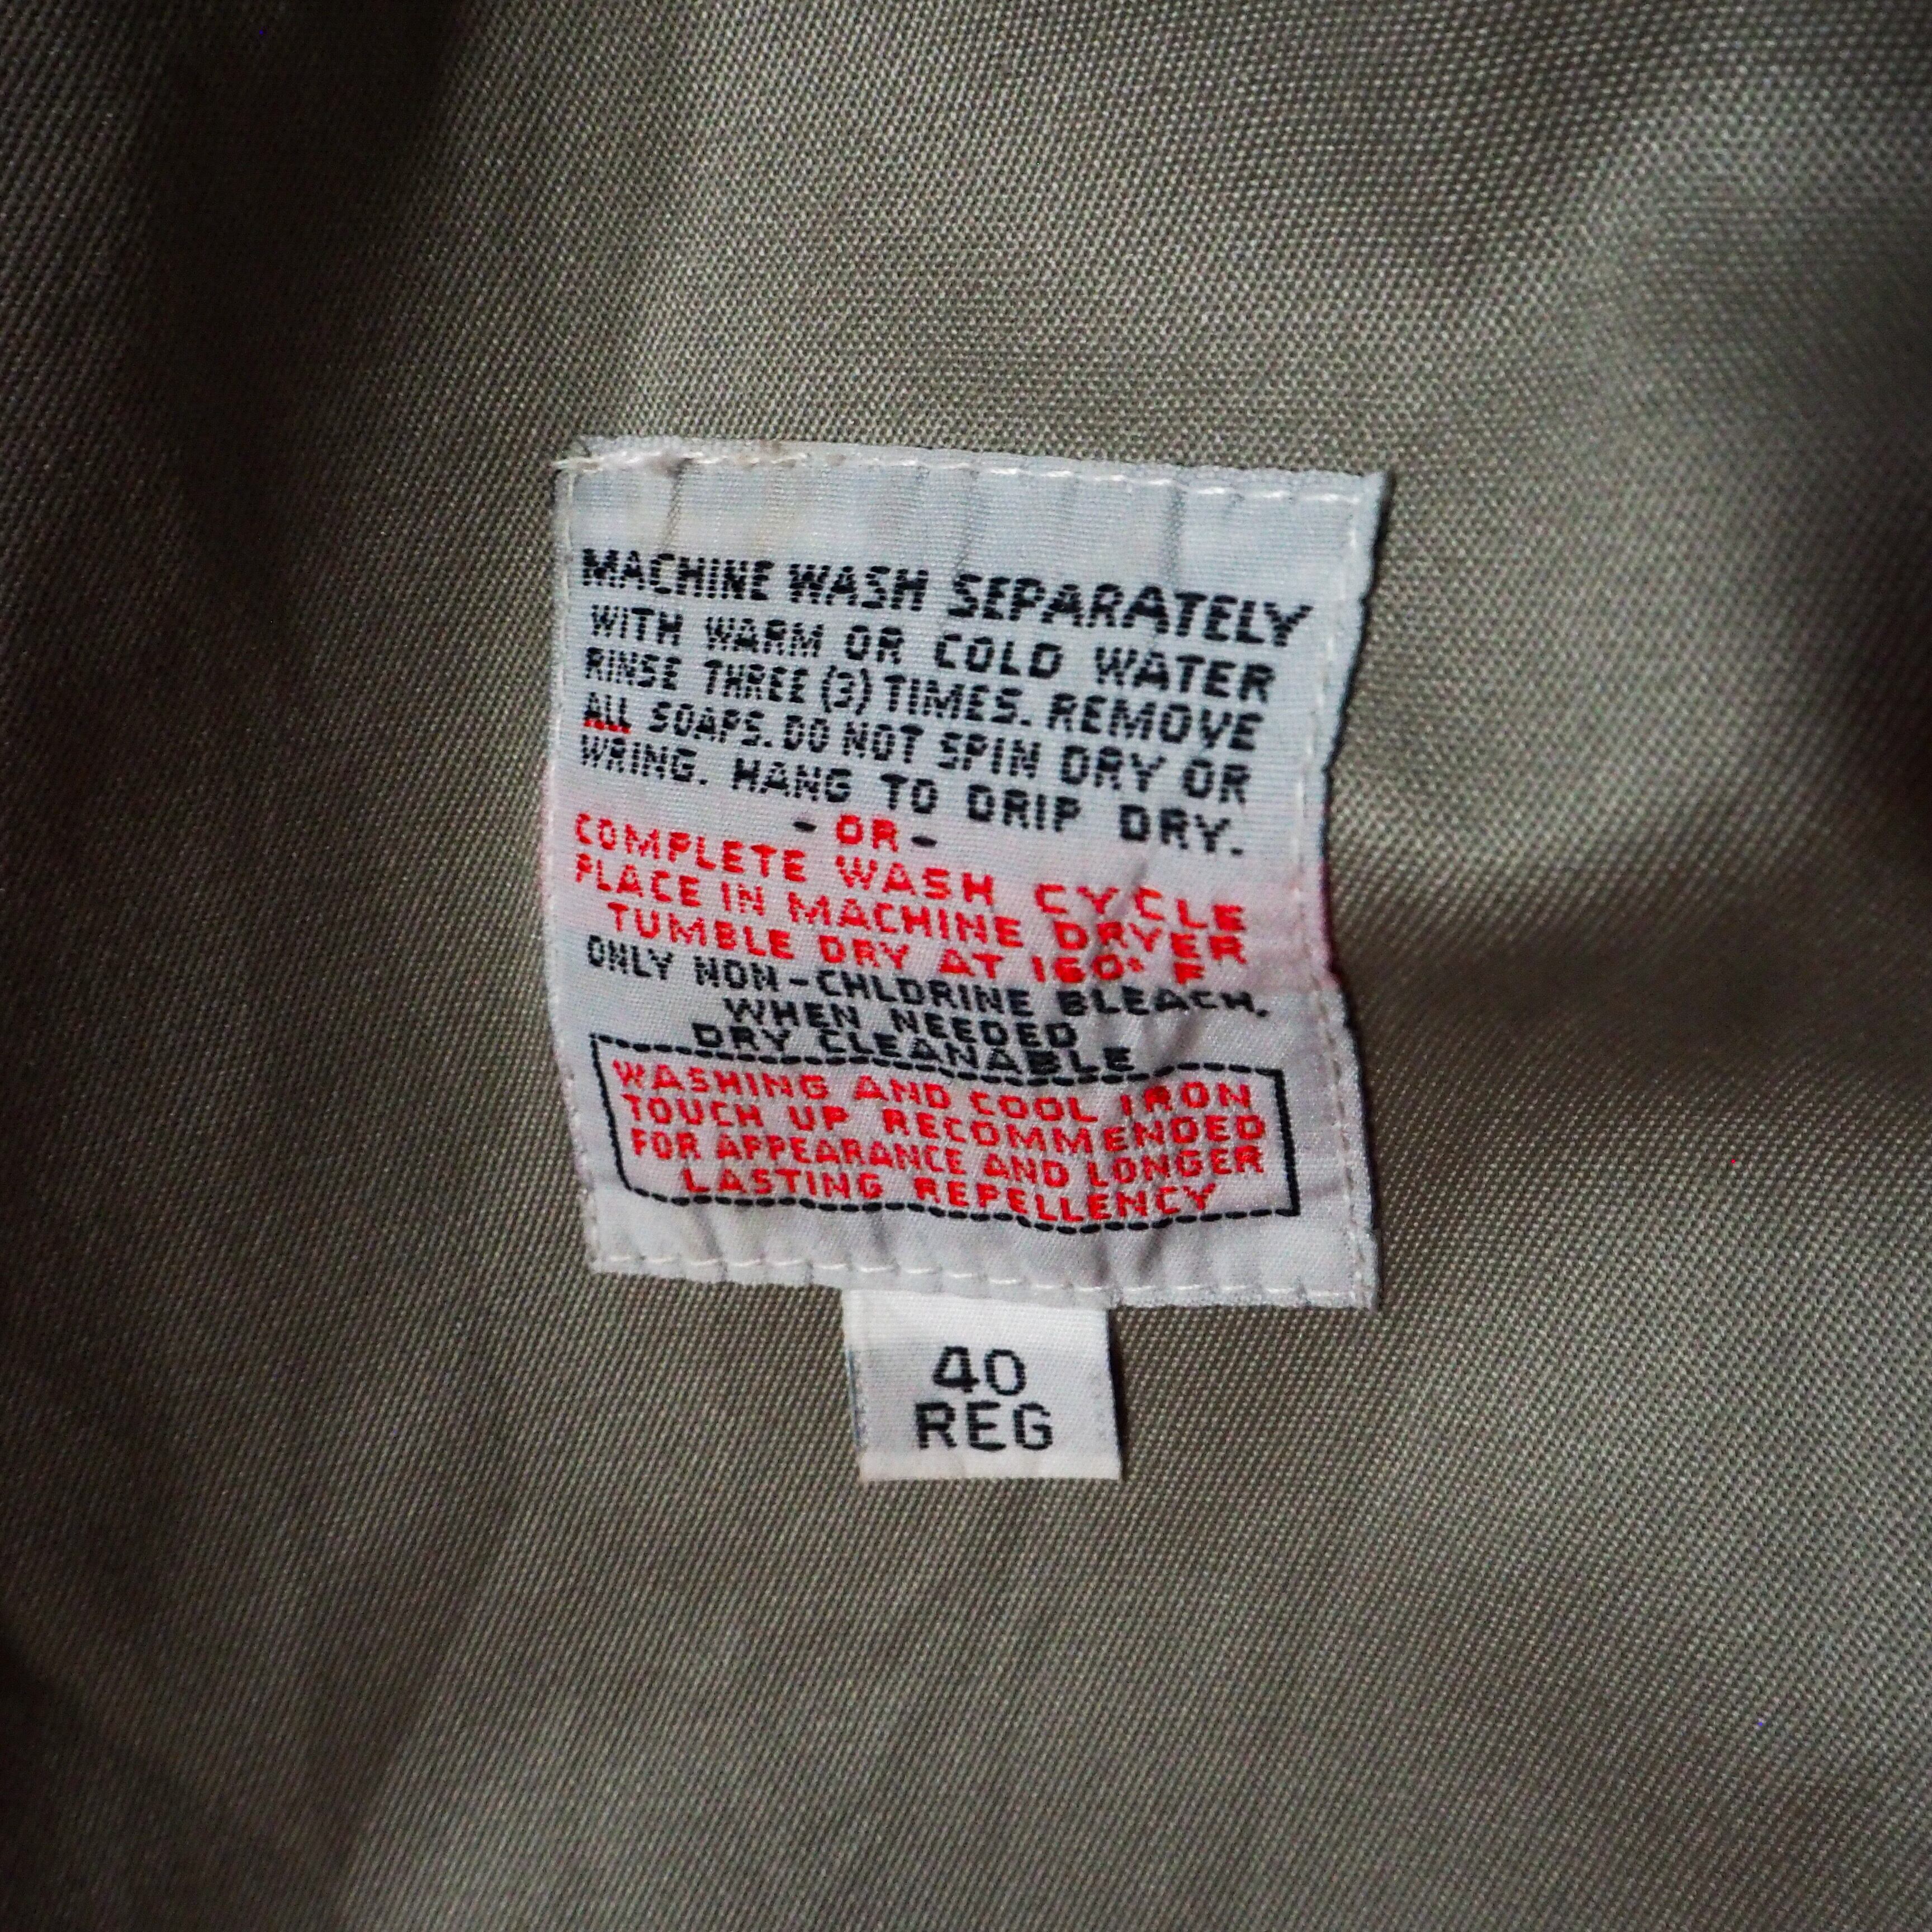 MACHINE WASH SEPARATELY
WITH WARM OR COLD WATER
RINSE THREE (3) TIMES. REMOVE
ALL SOAPS. DO NOT SPIN DRY OR
WRING. HANG TO DRIP DRY.
- OR -
COMPLETE WASH CYCLE
PLACE IN MACHINE DRYER
TUMBLE DRY AT 160° F
ONLY NON-CHLORINE BLEACH.
WHEN NEEDED
DRY CLEANABLE
WASHING AND COOL IRON
TOUCH UP RECOMMENDED
FOR APPEARANCE AND LONGER
LASTING REPELLENCY
40
REG